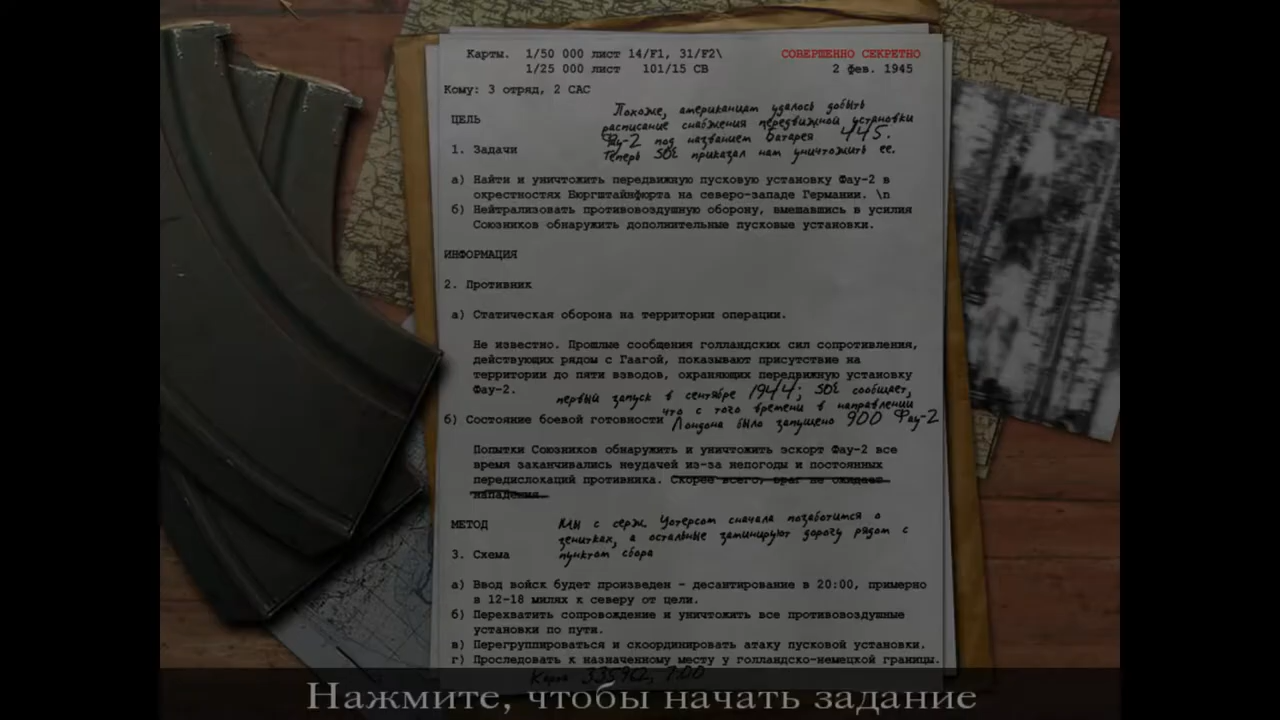 Карты. 1/50 000 лист 14/F1, 31/F2\ СОВЕРШЕННО СЕКРЕТНО
1/25 000 лист 101/15 СВ 2 фев. 1945
Кому: 3 отряд, 2 САС
Похоже, американцам удалось добыть
ЦЕЛЬ
расписание снабжения передвижной установки
Фау-2 под названием Батарея 445.
1. Задачи
Теперь SOE приказал нам уничтожить ее.
а) Найти и уничтожить передвижную пусковую установку Фау-2 в
окрестностях Бюргштайнфюрта на северо-западе Германии. \n
б) Нейтрализовать противовоздушную оборону, вмешавшись в усилия
Союзников обнаружить дополнительные пусковые установки.
ИНФОРМАЦИЯ
2. Противник
а) Статическая оборона на территории операции.
Не известно. Прошлые сообщения голландских сил сопротивления,
действующих рядом с Гаагой, показывают присутствие на
территории до пяти взводов, охраняющих передвижную установку
Фау-2.
первый запуск в сентябре 1944; SOE сообщает,
что с того времени в направлении
б) Состояние боевой готовности
Лондона было запущено 900 Фау-2
Попытки Союзников обнаружить и уничтожить эскорт Фау-2 все
время заканчивались неудачей из-за непогоды и постоянных
передислокаций противника. Скорее всего, враг не ожидает
нападения.
МЕТОД
Мы с серж. Уотерсом сначала позаботимся о
зенитках, а остальные заминируют дорогу рядом с
3. Схема
пунктом сбора
а) Ввод войск будет произведен - десантирование в 20:00, примерно
в 12-18 милях к северу от цели.
б) Перехватить сопровождение и уничтожить все противовоздушные
установки по пути.
в) Перегруппироваться и скоординировать атаку пусковой установки.
г) Проследовать к назначенному месту у голландско-немецкой границы.
Карта 335962, 7:00
Нажмите, чтобы начать задание